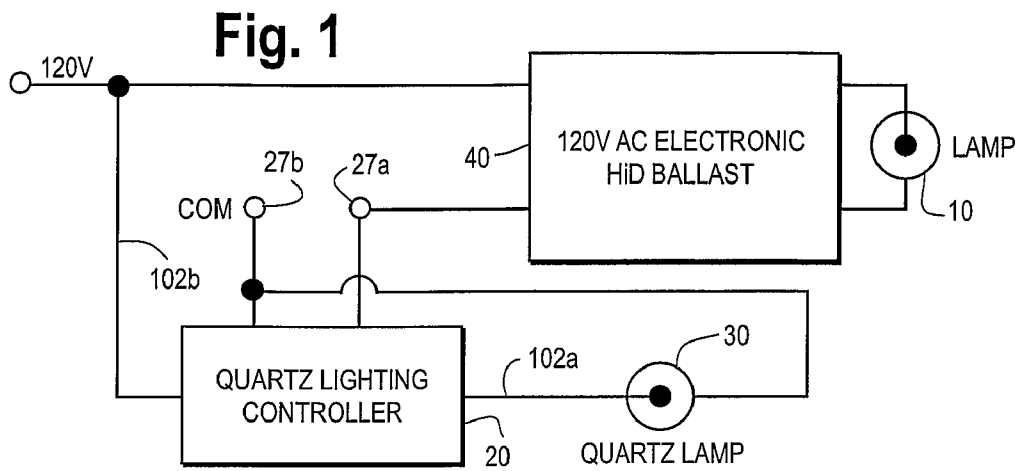 Fig. 1
120V
120V AC ELECTRONIC
HiD BALLAST
40
LAMP
10
27b
27a
COM
102b
QUARTZ LIGHTING
CONTROLLER
20
102a
30
QUARTZ LAMP